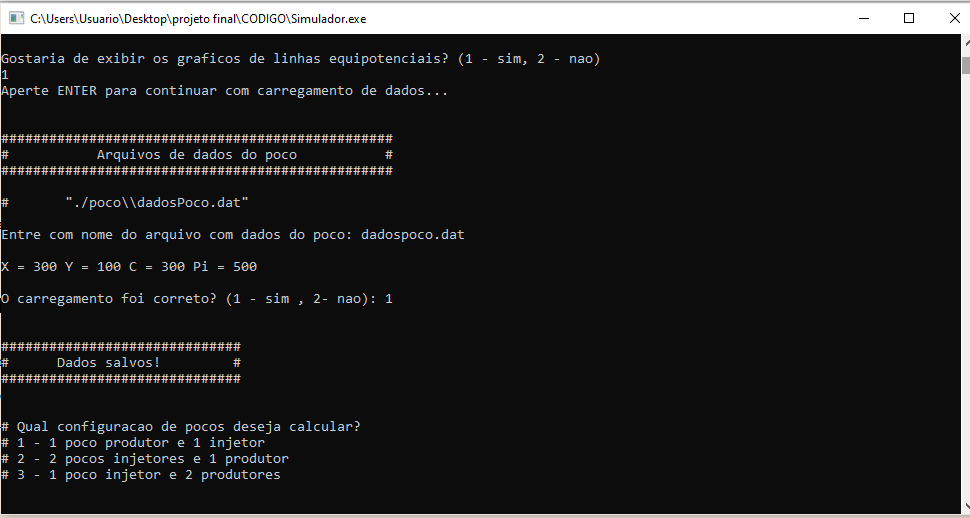 C:\Users\Usuario\Desktop\projeto final\CODIGO\Simulador.exe
Gostaria de exibir os graficos de linhas equipotenciais? (1 - sim, 2 - nao)
1
Aperte ENTER para continuar com carregamento de dados...
#################################################
#           Arquivos de dados do poco           #
#################################################
#       "./poco\\dadosPoco.dat"
Entre com nome do arquivo com dados do poco: dadospoco.dat
X = 300 Y = 100 C = 300 Pi = 500
O carregamento foi correto? (1 - sim , 2- nao): 1
##############################
#      Dados salvos!         #
##############################
# Qual configuracao de pocos deseja calcular?
# 1 - 1 poco produtor e 1 injetor
# 2 - 2 pocos injetores e 1 produtor
# 3 - 1 poco injetor e 2 produtores